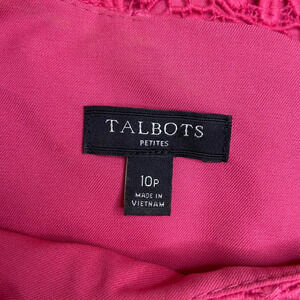 TALBOTS
PETITES
10P
MADE IN
VIETNAM